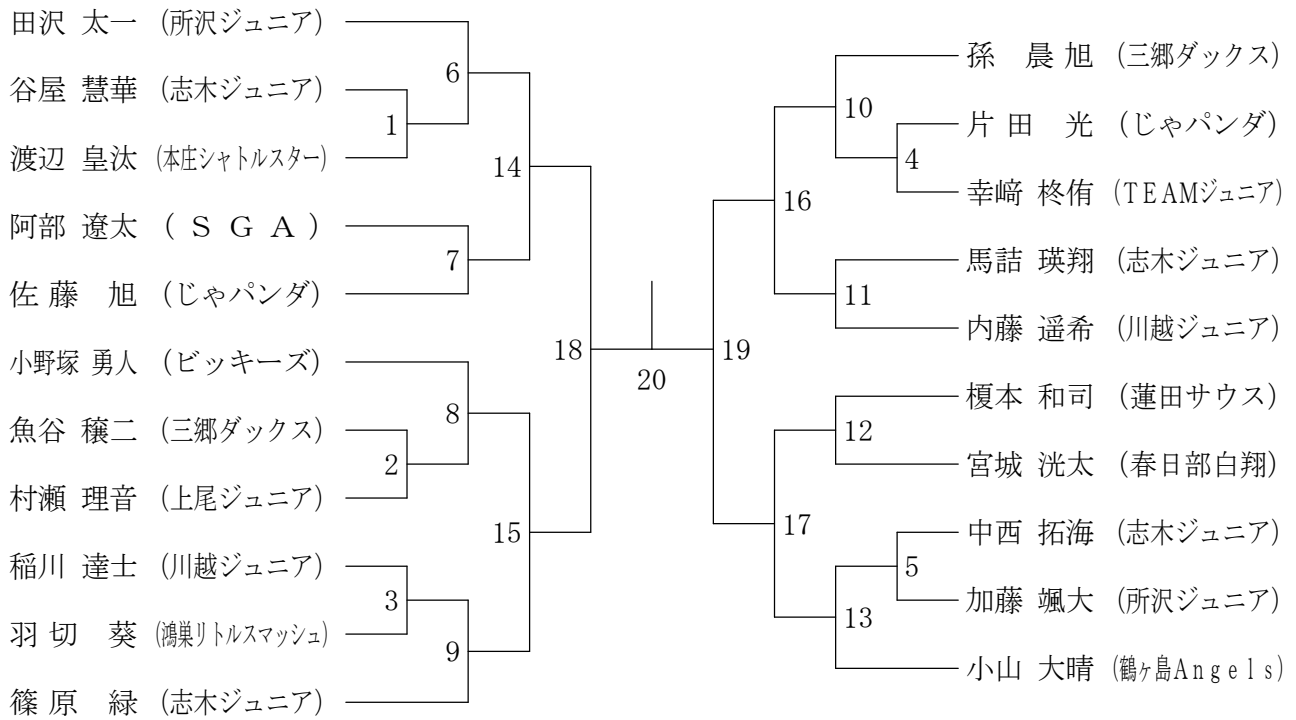 田沢 太一 (所沢ジュニア)
谷屋 慧華 (志木ジュニア)
渡辺 皇汰 (本庄シャトルスター)
阿部 遼太 (ＳＧＡ)
佐藤 旭 (じゃパンダ)
小野塚 勇人 (ビッキーズ)
魚谷 穣二 (三郷ダックス)
村瀬 理音 (上尾ジュニア)
稲川 達士 (川越ジュニア)
羽切 葵 (鴻巣リトルスマッシュ)
篠原 緑 (志木ジュニア)
6
1
14
7
18
8
2
15
3
9
20
19
10
4
16
11
12
17
5
13
孫 晨旭 (三郷ダックス)
片田 光 (じゃパンダ)
幸﨑 柊侑 (TEAMジュニア)
馬詰 瑛翔 (志木ジュニア)
内藤 遥希 (川越ジュニア)
榎本 和司 (蓮田サウス)
宮城 洸太 (春日部白翔)
中西 拓海 (志木ジュニア)
加藤 颯大 (所沢ジュニア)
小山 大晴 (鶴ヶ島Angels)